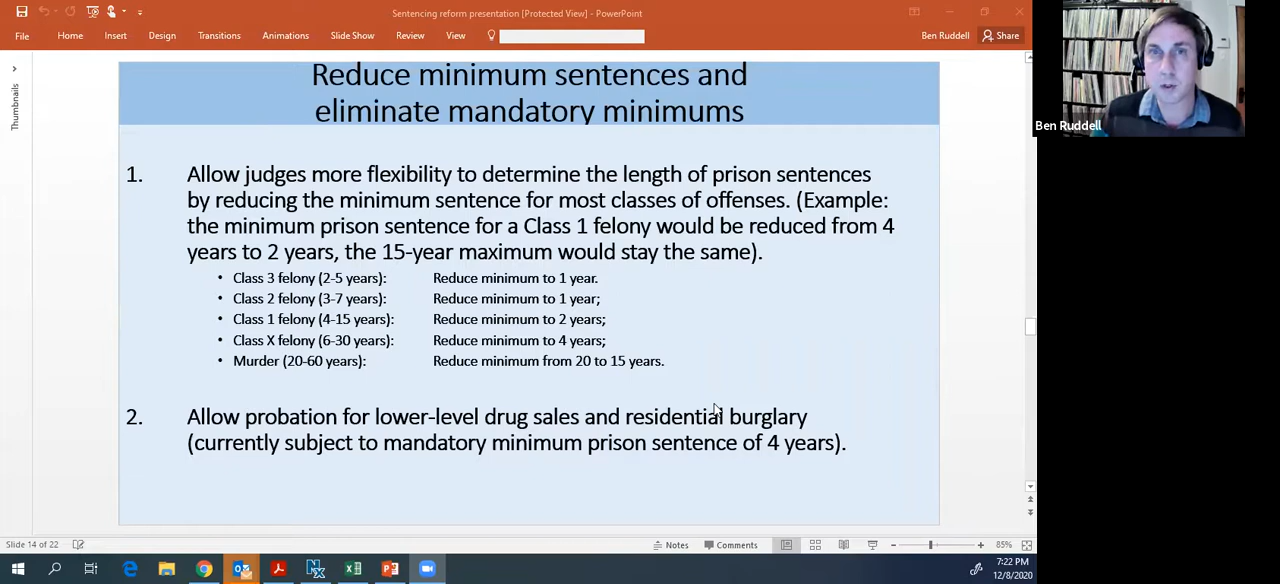 Sentencing reform presentation [Protected View] - PowerPoint
File Home Insert Design Transitions Animations Slide Show Review View Ben Ruddell Share
Thumbnails
Reduce minimum sentences and
eliminate mandatory minimums
1. Allow judges more flexibility to determine the length of prison sentences
by reducing the minimum sentence for most classes of offenses. (Example:
the minimum prison sentence for a Class 1 felony would be reduced from 4
years to 2 years, the 15-year maximum would stay the same).
• Class 3 felony (2-5 years): Reduce minimum to 1 year.
• Class 2 felony (3-7 years): Reduce minimum to 1 year;
• Class 1 felony (4-15 years): Reduce minimum to 2 years;
• Class X felony (6-30 years): Reduce minimum to 4 years;
• Murder (20-60 years): Reduce minimum from 20 to 15 years.
2. Allow probation for lower-level drug sales and residential burglary
(currently subject to mandatory minimum prison sentence of 4 years).
Ben Ruddell
Slide 14 of 22 Notes Comments 85%
7:22 PM
12/8/2020